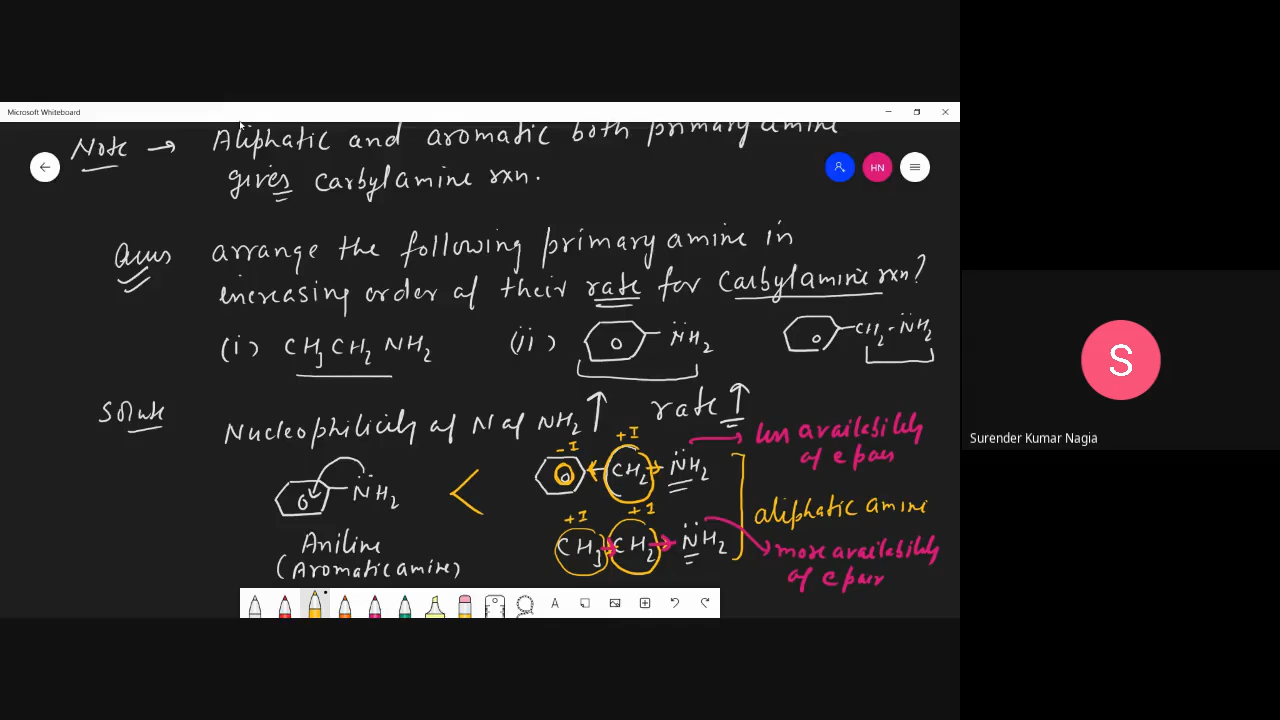 Microsoft Whiteboard
Note → Aliphatic and aromatic both primary amine
gives carbylamine rxn.
HN
Ques arrange the following primary amine in
increasing order of their rate for Carbylamine rxn?
(i) CH3CH2NH2 (ii) NH2 CH2-NH2
Solute Nucleophilicity of N of NH2 ↑ rate ↑
-I +I
CH2 NH2 less availability
of e pair
NH2 < aliphatic amine
+I +I
CH3 CH2 NH2 more availability
of e pair
Aniline
(Aromatic amine)
A
S
Surender Kumar Nagia